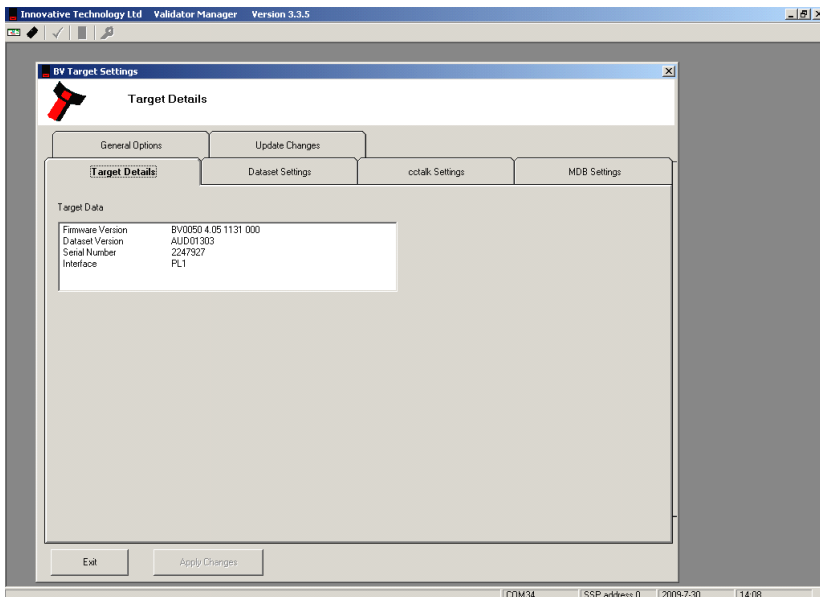 Innovative Technology Ltd Validator Manager Version 3.3.5
BV Target Settings
Target Details
General Options Update Changes
Target Details Dataset Settings cctalk Settings MDB Settings
Target Data
Firmware Version BV0050 4.05 1131 000
Dataset Version AUD01303
Serial Number 2247927
Interface PL1
Exit Apply Changes
COM34 SSP address 0 2009-7-30 14:08